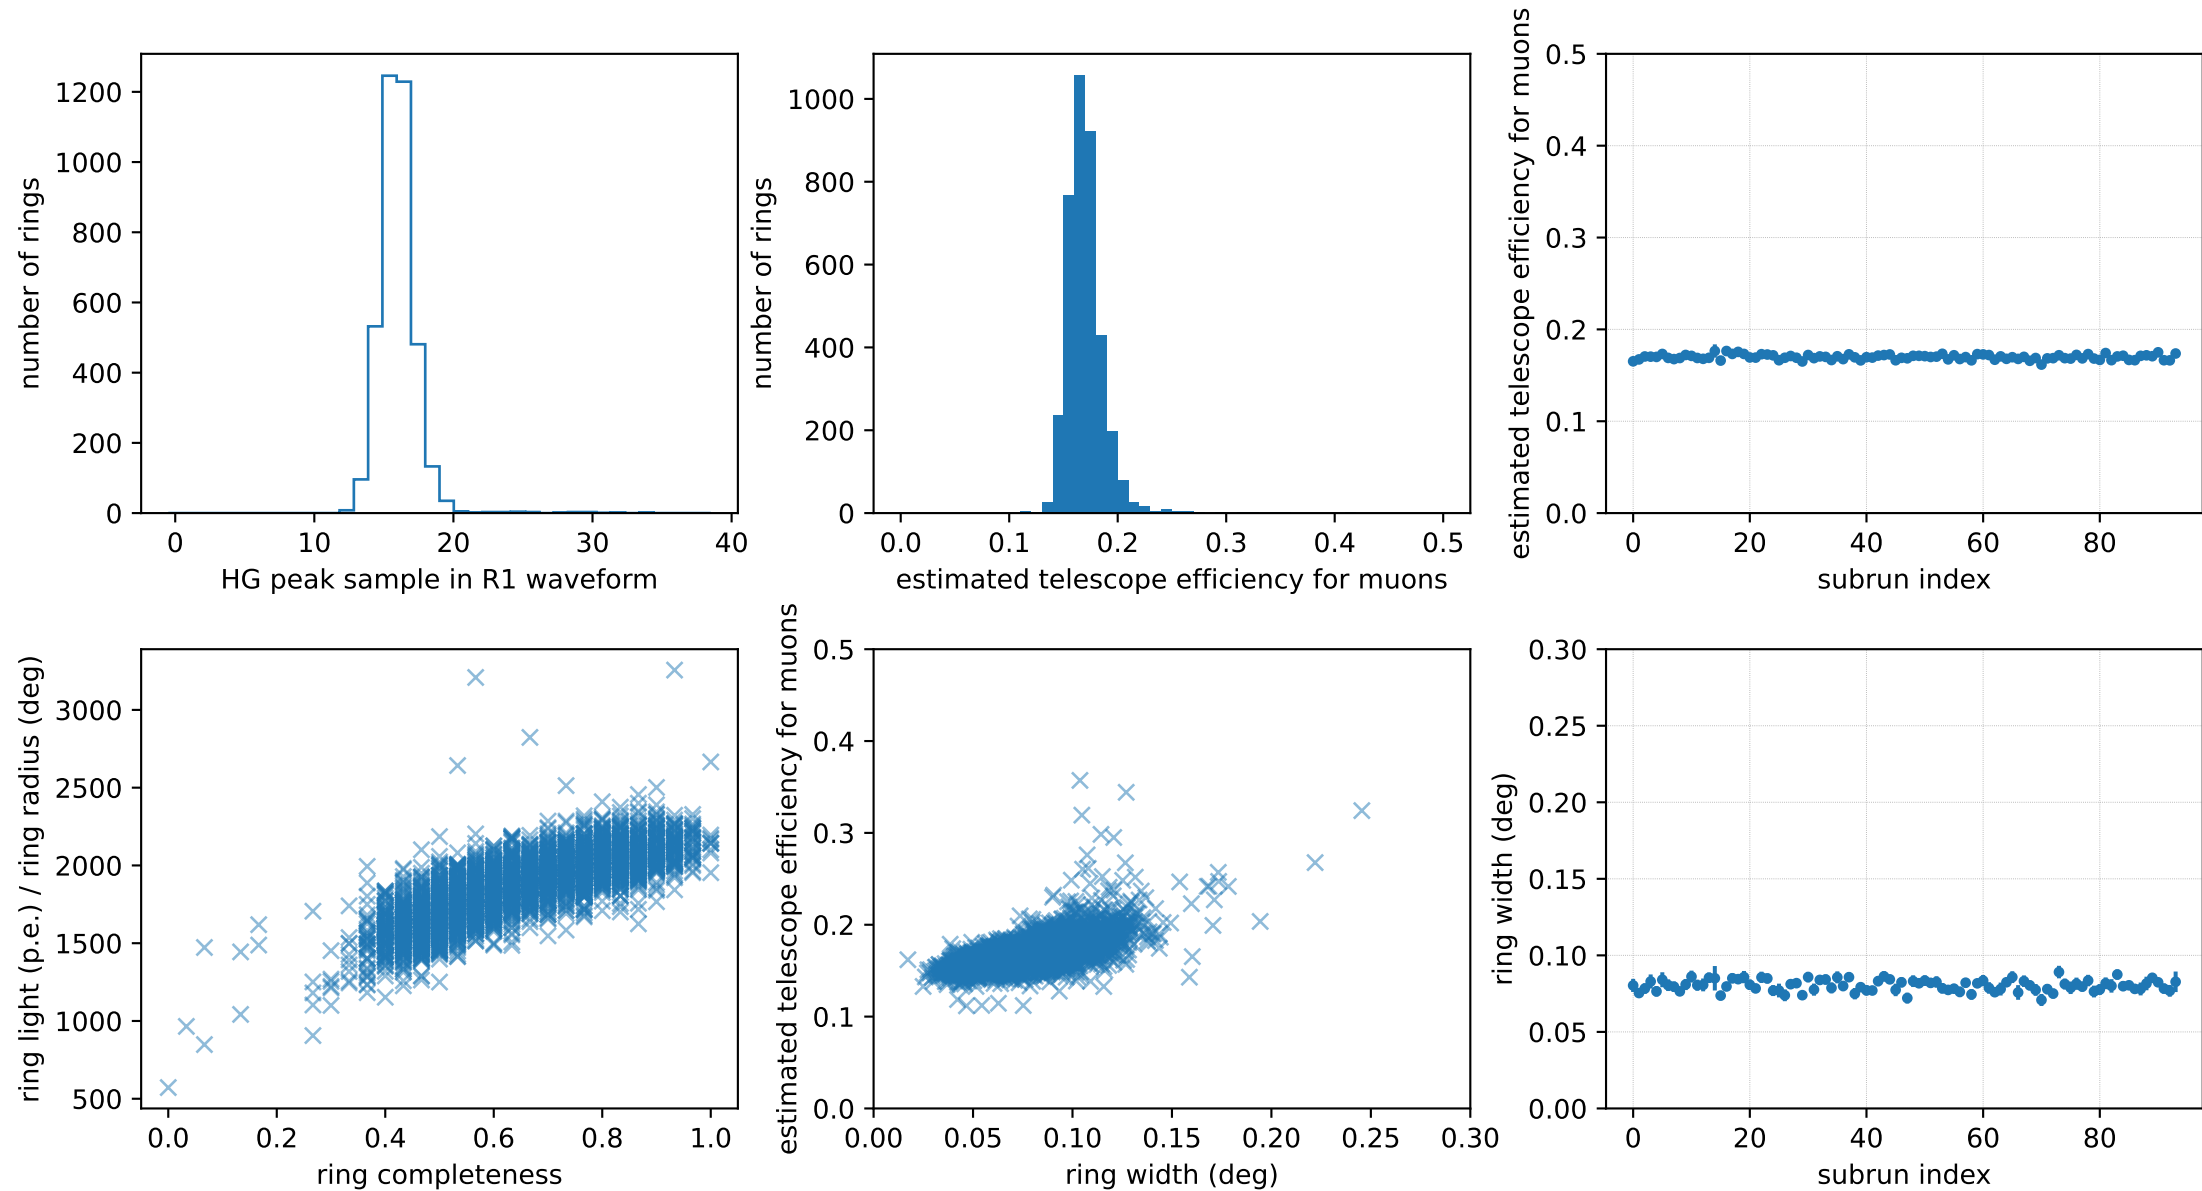 number of rings
1200
1000
800
600
400
200
0
0 10 20 30 40
HG peak sample in R1 waveform
number of rings
1000
800
600
400
200
0
0.0 0.1 0.2 0.3 0.4 0.5
estimated telescope efficiency for muons
estimated telescope efficiency for muons
0.5
0.4
0.3
0.2
0.1
0.0
0 20 40 60 80
subrun index
ring light (p.e.) / ring radius (deg)
3000
2500
2000
1500
1000
500
0.0 0.2 0.4 0.6 0.8 1.0
ring completeness
estimated telescope efficiency for muons
0.5
0.4
0.3
0.2
0.1
0.0
0.00 0.05 0.10 0.15 0.20 0.25 0.30
ring width (deg)
ring width (deg)
0.30
0.25
0.20
0.15
0.10
0.05
0.00
0 20 40 60 80
subrun index